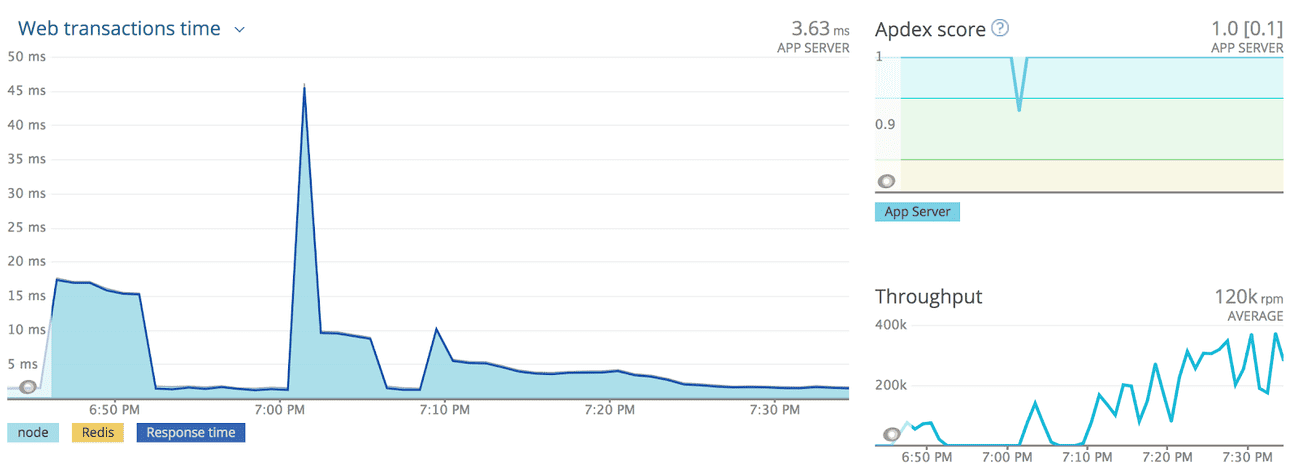 Web transactions time
3.63 ms
APP SERVER
50 ms
45 ms
40 ms
35 ms
30 ms
25 ms
20 ms
15 ms
10 ms
5 ms
6:50 PM 7:00 PM 7:10 PM 7:20 PM 7:30 PM
node Redis Response time
Apdex score ?
1.0 [0.1]
APP SERVER
1
0.9
App Server
Throughput
120k rpm
AVERAGE
400k
200k
6:50 PM 7:00 PM 7:10 PM 7:20 PM 7:30 PM